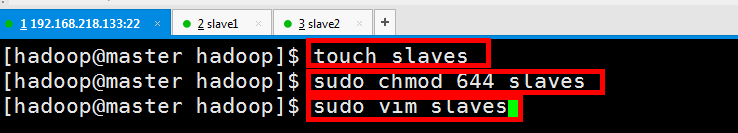 1 192.168.218.133:22 × 2 slave1 × 3 slave2 × +
[hadoop@master hadoop]$ touch slaves
[hadoop@master hadoop]$ sudo chmod 644 slaves
[hadoop@master hadoop]$ sudo vim slaves